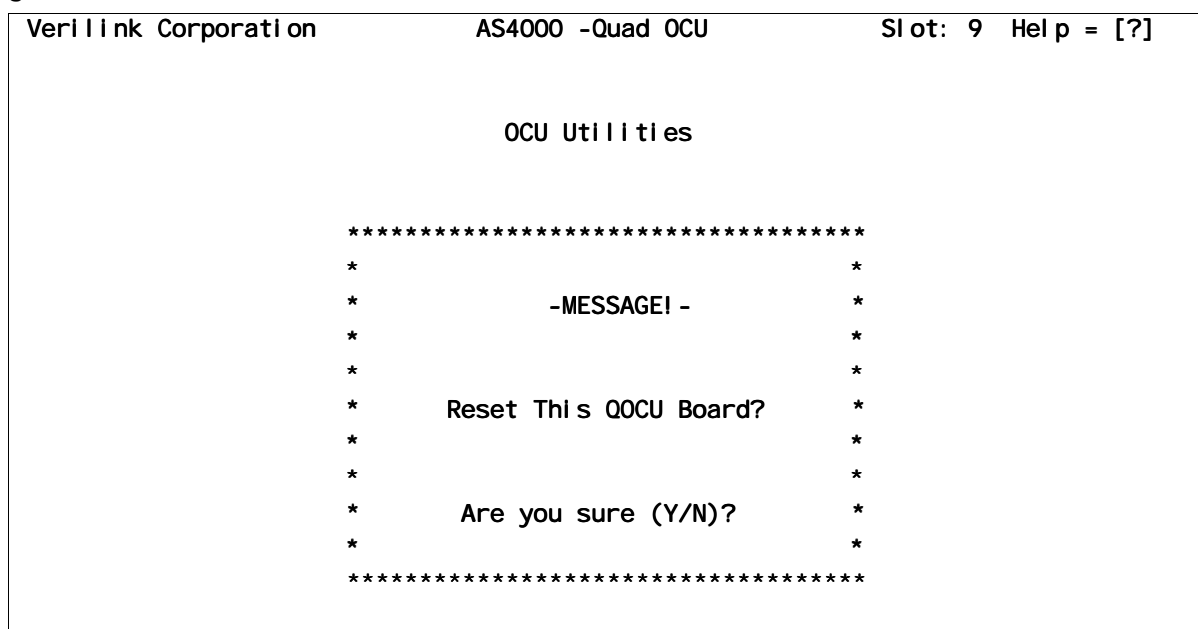 Verilink Corporation AS4000 -Quad OCU Slot: 9 Help = [?]
OCU Utilities
************************************
* *
* -MESSAGE!- *
* *
* *
* Reset This QOCU Board? *
* *
* *
* Are you sure (Y/N)? *
* *
************************************